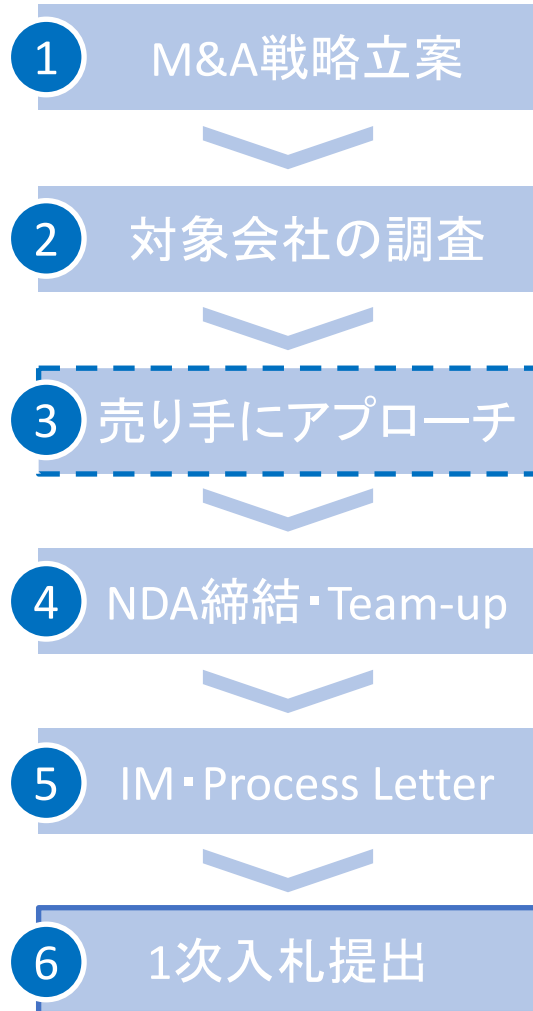 1 M&A戦略立案
2 対象会社の調査
3 売り手にアプローチ
4 NDA締結・Team-up
5 IM・Process Letter
6 1次入札提出